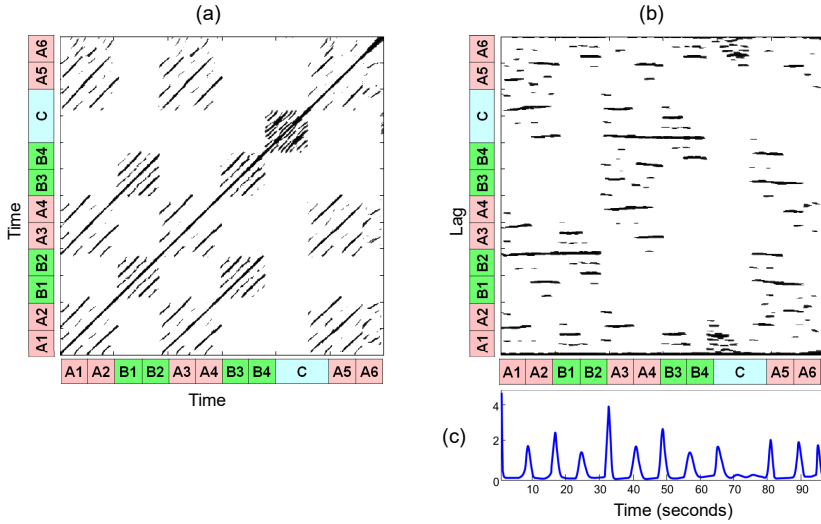 (a)
(b)
Time
A6
A5
C
B4
B3
A4
A3
B2
B1
A2
A1
A1 A2 B1 B2 A3 A4 B3 B4 C A5 A6
Time
Lag
A6
A5
C
B4
B3
A4
A3
B2
B1
A2
A1
A1 A2 B1 B2 A3 A4 B3 B4 C A5 A6
(c)
4
2
0
10 20 30 40 50 60 70 80 90
Time (seconds)